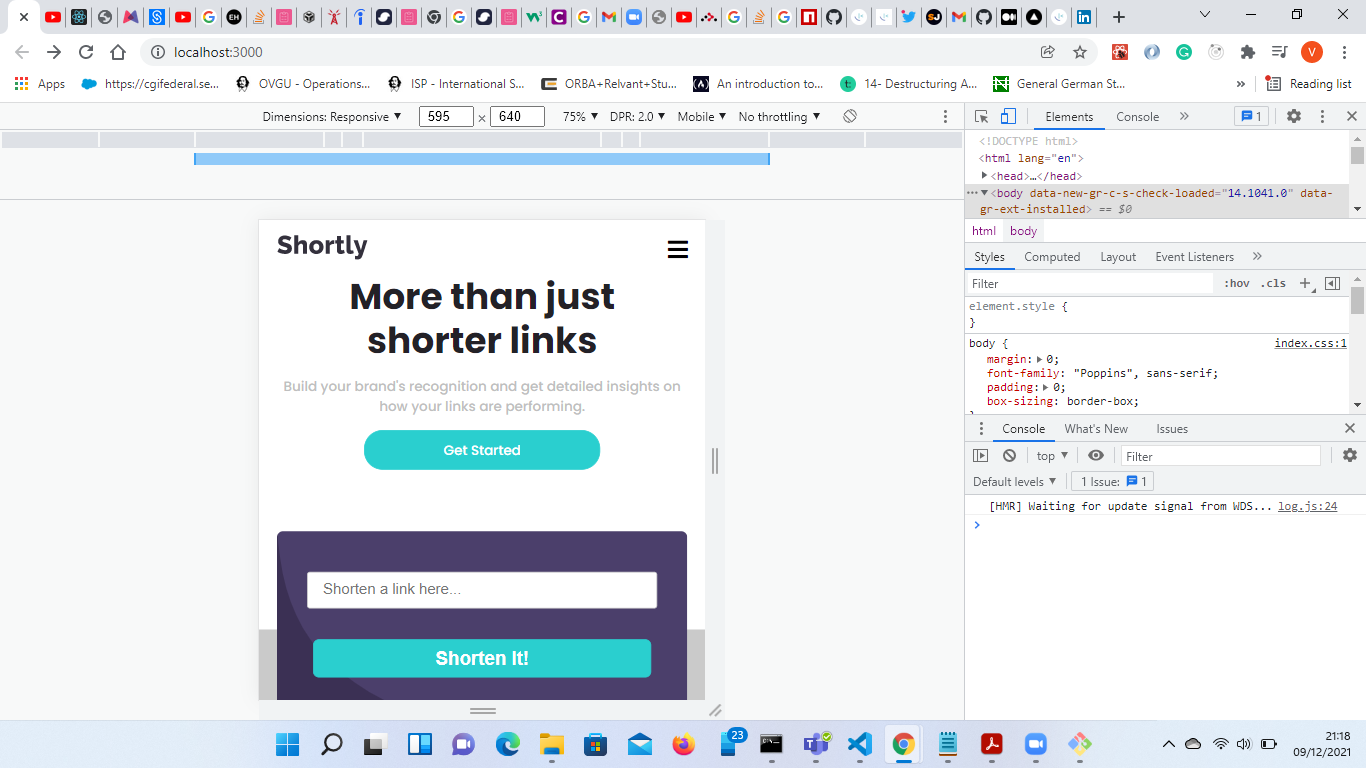 localhost:3000
V
Apps
https://cgifederal.se...
OVGU - Operations...
ISP - International S...
ORBA+Relvant+Stu...
An introduction to...
14- Destructuring A...
General German St...
»
Reading list
Dimensions: Responsive
595 × 640
75%
DPR: 2.0
Mobile
No throttling
Elements
Console
»
1
<!DOCTYPE html>
<html lang="en">
<head>…</head>
<body data-new-gr-c-s-check-loaded="14.1041.0" data-
gr-ext-installed> == $0
html
body
Styles
Computed
Layout
Event Listeners
»
Filter
:hov
.cls
element.style {
}
body {
index.css:1
margin: 0;
font-family: "Poppins", sans-serif;
padding: 0;
box-sizing: border-box;
Console
What's New
Issues
top
Filter
Default levels
1 Issue: 1
[HMR] Waiting for update signal from WDS...
log.js:24
Shortly
More than just
shorter links
Build your brand's recognition and get detailed insights on
how your links are performing.
Get Started
Shorten a link here...
Shorten It!
23
21:18
09/12/2021